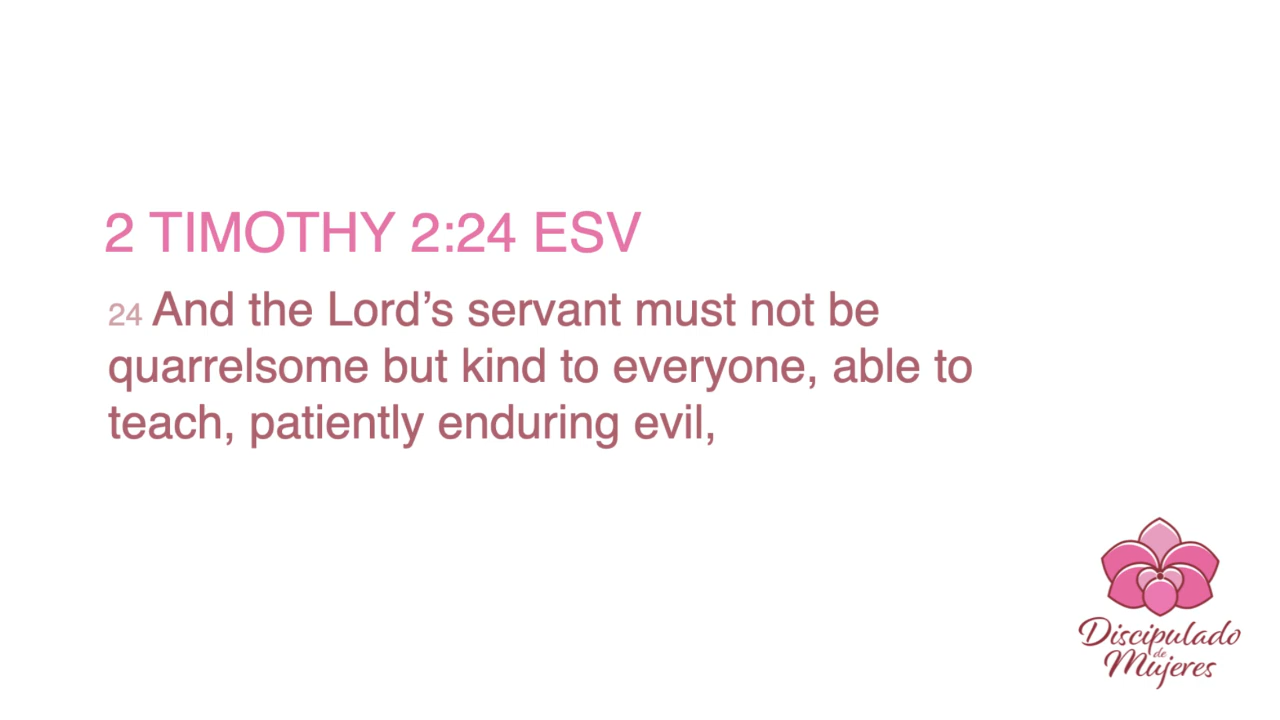 2 TIMOTHY 2:24 ESV
24 And the Lord’s servant must not be
quarrelsome but kind to everyone, able to
teach, patiently enduring evil,
Discipulado
de
Mujeres